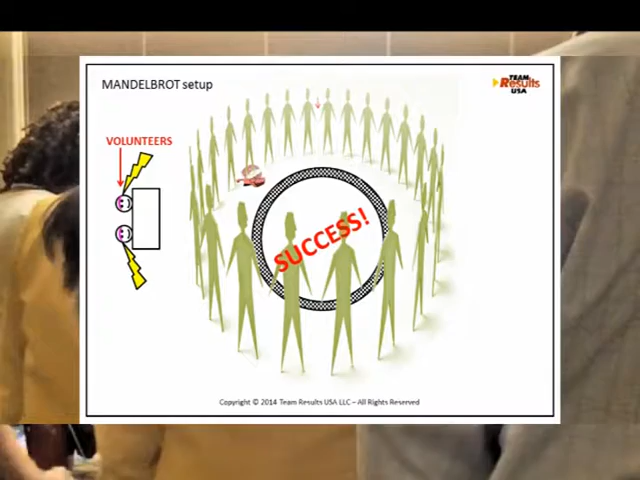 MANDELBROT setup
TEAM
Results
USA
VOLUNTEERS
SUCCESS!
Copyright © 2014 Team Results USA LLC – All Rights Reserved